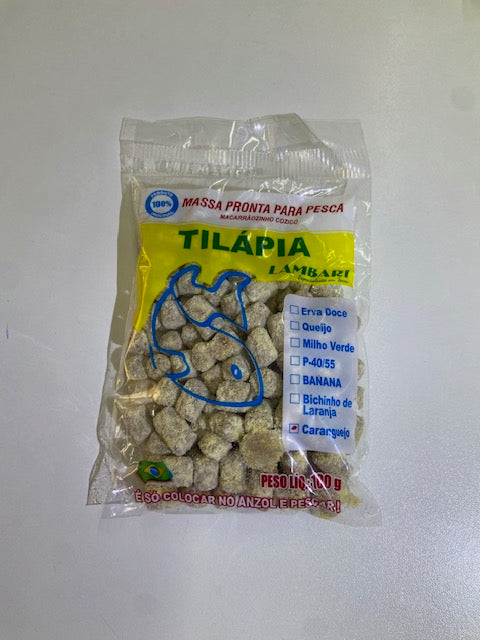 100%
MASSA PRONTA PARA PESCA
MACARRÃOZINHO COZIDO
TILÁPIA
LAMBARI
Erva Doce
Queijo
Milho Verde
P-40/55
BANANA
Bichinho de
Laranja
Caranguejo
PESO LÍQ. 100 g
É SÓ COLOCAR NO ANZOL E PESCAR!